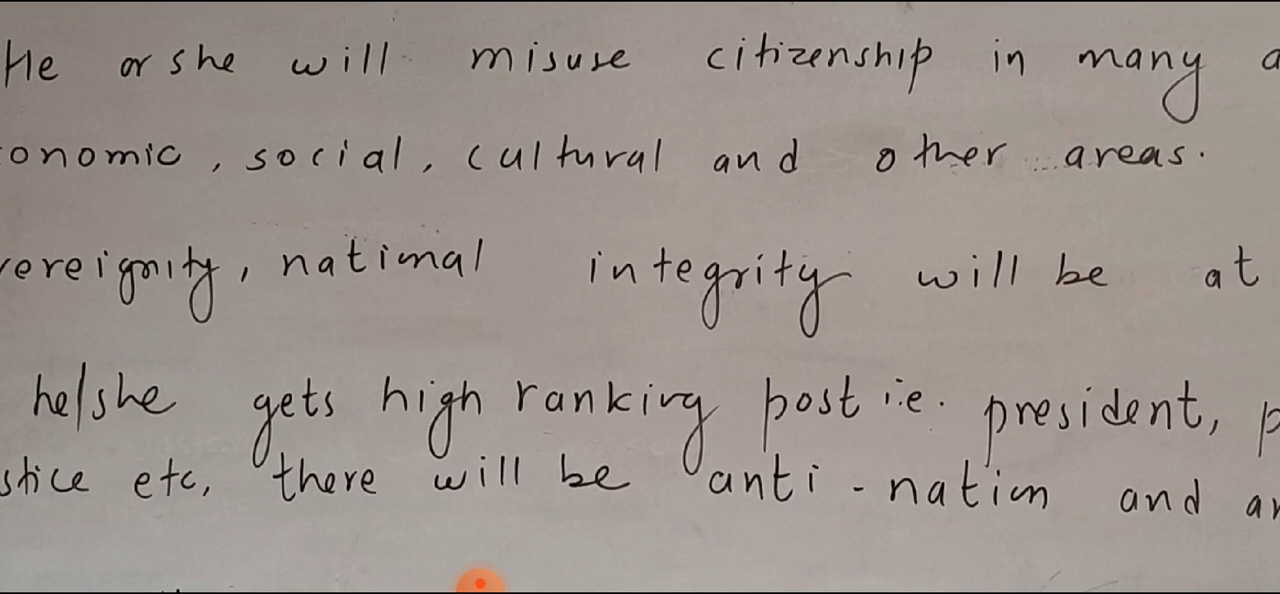 He or she will misuse citizenship in many a
onomic, social, cultural and other areas.
vereignity, national integrity will be at
he/she gets high ranking post i.e. president, p
stice etc, there will be anti-nation and an